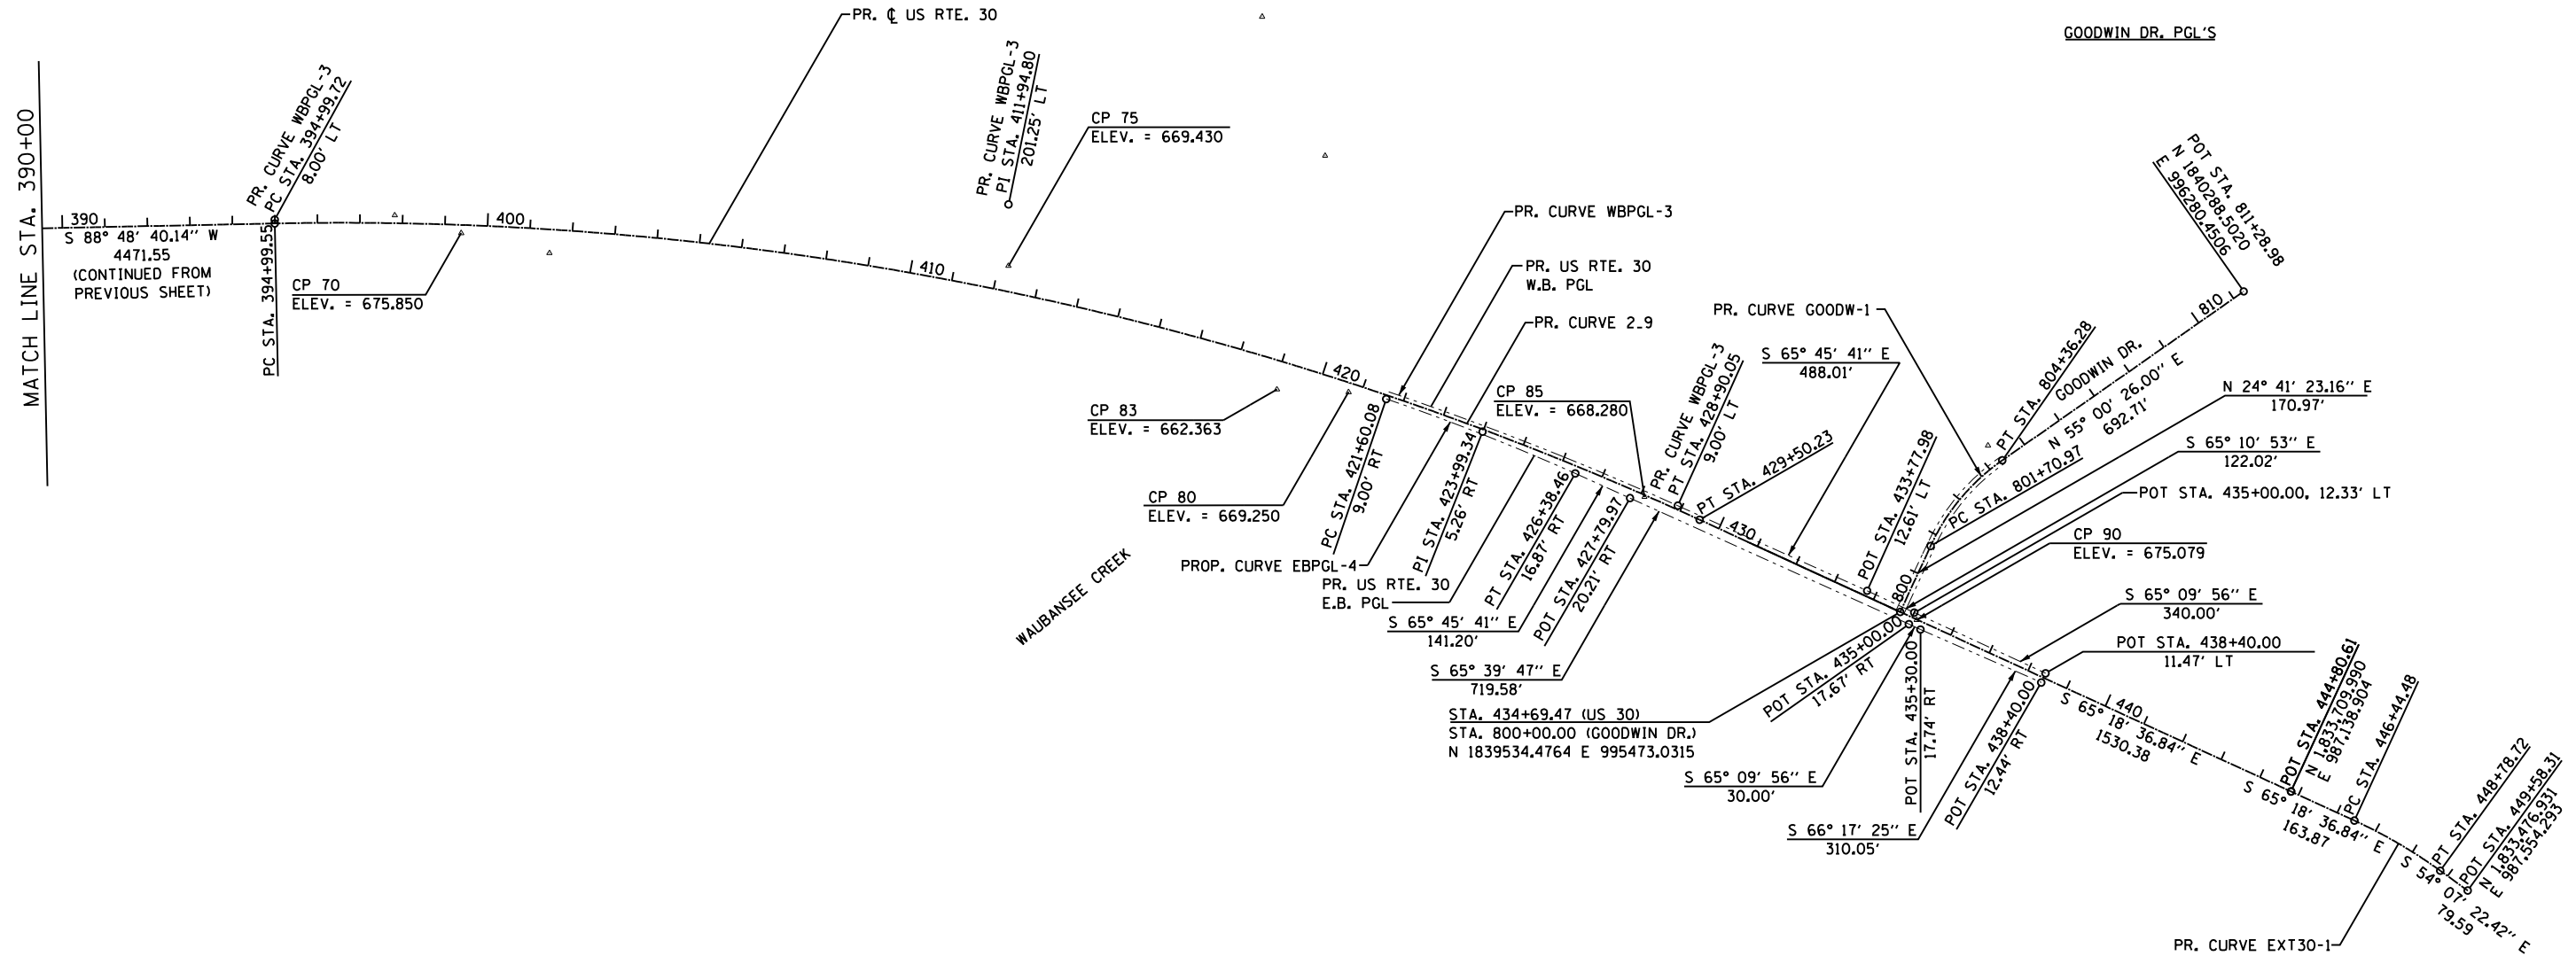 PR. ℄ US RTE. 30
GOODWIN DR. PGL'S
MATCH LINE STA. 390+00
PR. CURVE WBPGL-3
PC STA. 394+99.72
8.00' LT
PR. CURVE WBPGL-3
PI STA. 411+94.80
201.25' LT
CP 75
ELEV. = 669.430
390
400
410
420
S 88° 48' 40.14" W
4471.55
(CONTINUED FROM
PREVIOUS SHEET)
PC STA. 394+99.55
CP 70
ELEV. = 675.850
PR. CURVE WBPGL-3
PR. US RTE. 30
W.B. PGL
PR. CURVE 2_9
CP 83
ELEV. = 662.363
CP 80
ELEV. = 669.250
WAUBANSEE CREEK
PC STA. 421+60.08
9.00' RT
PROP. CURVE EBPGL-4
PI STA. 423+99.34
5.26' RT
PR. US RTE. 30
E.B. PGL
CP 85
ELEV. = 668.280
PT STA. 426+38.46
16.87' RT
S 65° 45' 41" E
141.20'
POT STA. 427+79.97
20.21' RT
S 65° 39' 47" E
719.58'
PR. CURVE WBPGL-3
PT STA. 428+90.05
9.00' LT
PT STA. 429+50.23
430
S 65° 45' 41" E
488.01'
PR. CURVE GOODW-1
POT STA. 433+77.98
12.61' LT
POT STA. 811+28.98
N 1840288.5020
E 996280.4506
810
PT STA. 804+36.28
GOODWIN DR.
N 55° 00' 26.00" E
692.71'
PC STA. 801+70.97
800
N 24° 41' 23.16" E
170.97'
S 65° 10' 53" E
122.02'
POT STA. 435+00.00, 12.33' LT
CP 90
ELEV. = 675.079
S 65° 09' 56" E
340.00'
POT STA. 438+40.00
11.47' LT
POT STA. 435+00.00
17.67' RT
STA. 434+69.47 (US 30)
STA. 800+00.00 (GOODWIN DR.)
N 1839534.4764 E 995473.0315
POT STA. 435+30.00
17.74' RT
S 65° 09' 56" E
30.00'
POT STA. 438+40.00
12.44' RT
S 66° 17' 25" E
310.05'
440
S 65° 18' 36.84" E
1530.38
POT STA. 444+80.61
N 1,833,709.990
E 987,138.904
PC STA. 446+44.48
S 65° 18' 36.84" E
163.87
PT STA. 448+78.72
POT STA. 449+58.31
N 1,833,476.931
E 987,554.293
S 54° 07' 22.42" E
79.59
PR. CURVE EXT30-1